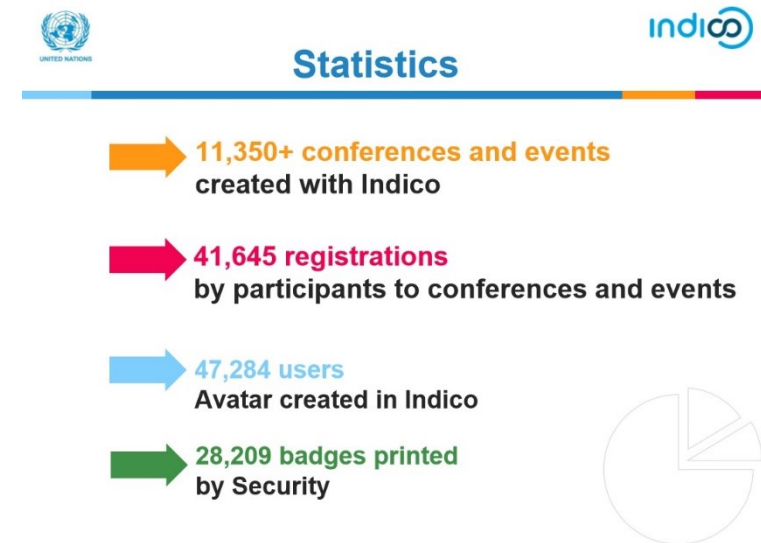 UNITED NATIONS
ındico
Statistics
11,350+ conferences and events
created with Indico
41,645 registrations
by participants to conferences and events
47,284 users
Avatar created in Indico
28,209 badges printed
by Security